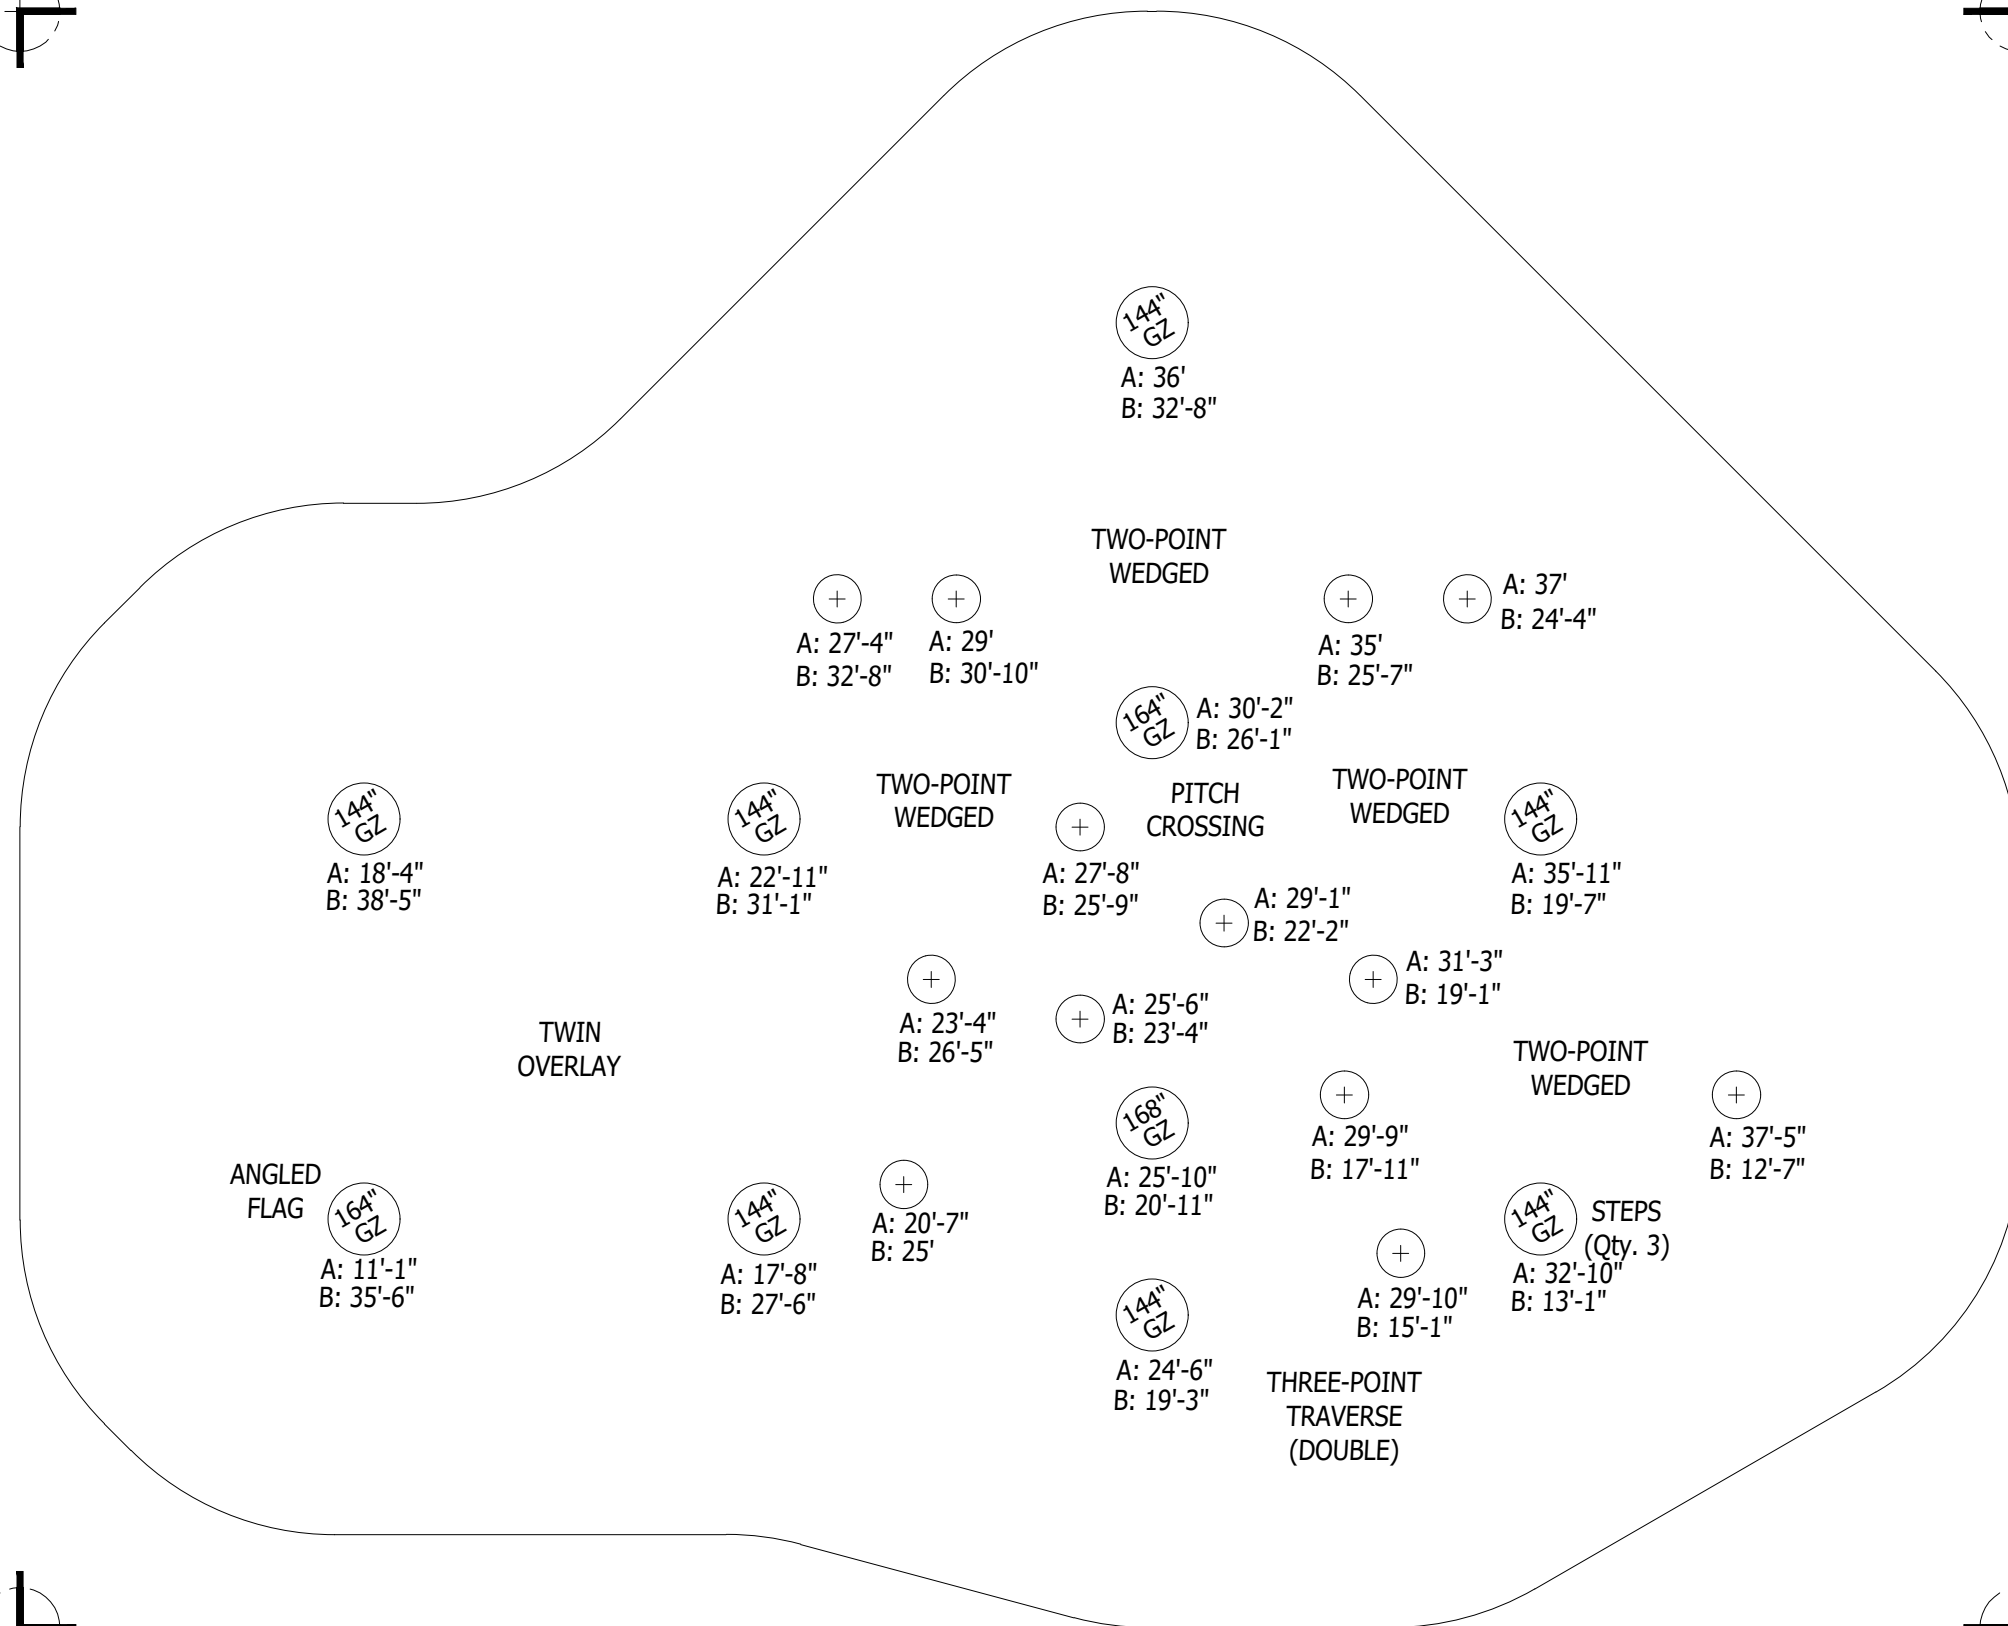 144"
GZ
A: 36'
B: 32'-8"
TWO-POINT
WEDGED
A: 27'-4"
B: 32'-8"
A: 29'
B: 30'-10"
A: 35'
B: 25'-7"
A: 37'
B: 24'-4"
164"
GZ
A: 30'-2"
B: 26'-1"
144"
GZ
A: 18'-4"
B: 38'-5"
144"
GZ
A: 22'-11"
B: 31'-1"
TWO-POINT
WEDGED
A: 27'-8"
B: 25'-9"
PITCH
CROSSING
TWO-POINT
WEDGED
144"
GZ
A: 35'-11"
B: 19'-7"
A: 29'-1"
B: 22'-2"
A: 31'-3"
B: 19'-1"
A: 23'-4"
B: 26'-5"
A: 25'-6"
B: 23'-4"
TWIN
OVERLAY
TWO-POINT
WEDGED
168"
GZ
A: 25'-10"
B: 20'-11"
A: 29'-9"
B: 17'-11"
A: 37'-5"
B: 12'-7"
ANGLED
FLAG
164"
GZ
A: 11'-1"
B: 35'-6"
144"
GZ
A: 17'-8"
B: 27'-6"
A: 20'-7"
B: 25'
144"
GZ
STEPS
(Qty. 3)
A: 32'-10"
B: 13'-1"
A: 29'-10"
B: 15'-1"
144"
GZ
A: 24'-6"
B: 19'-3"
THREE-POINT
TRAVERSE
(DOUBLE)